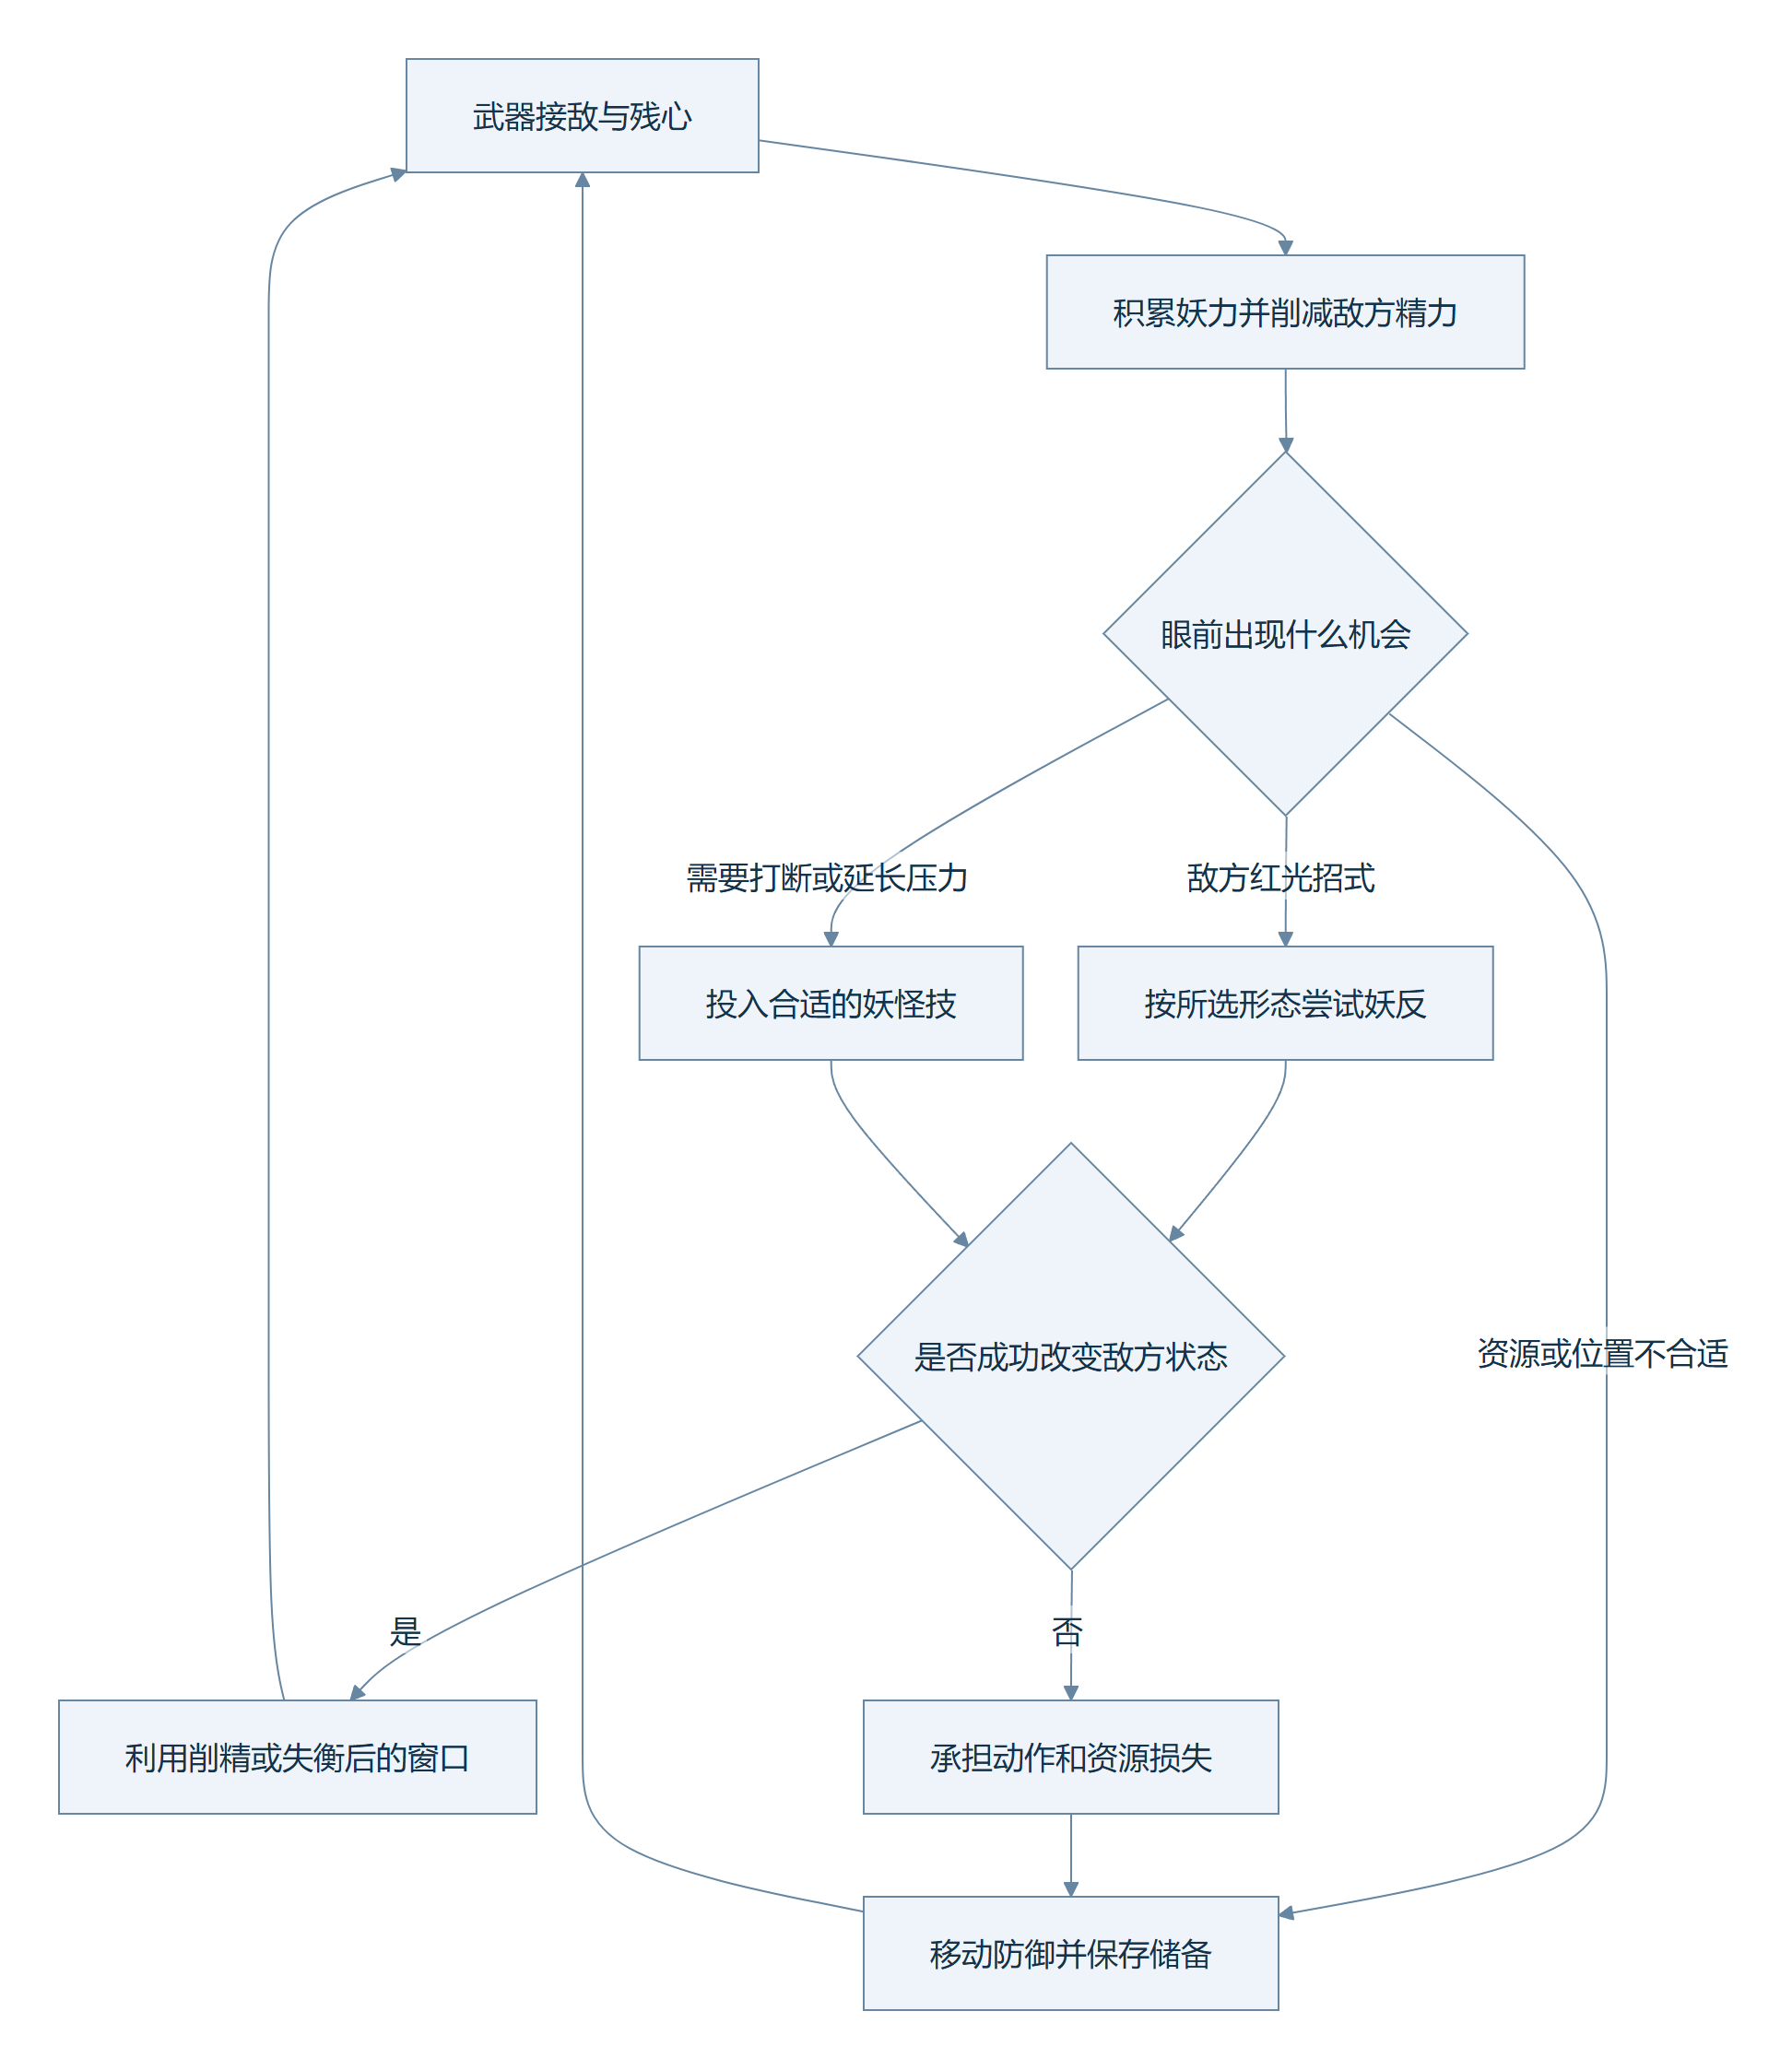 武器接敌与残心
积累妖力并削减敌方精力
眼前出现什么机会
需要打断或延长压力
敌方红光招式
投入合适的妖怪技
按所选形态尝试妖反
是否成功改变敌方状态
资源或位置不合适
是
否
利用削精或失衡后的窗口
承担动作和资源损失
移动防御并保存储备